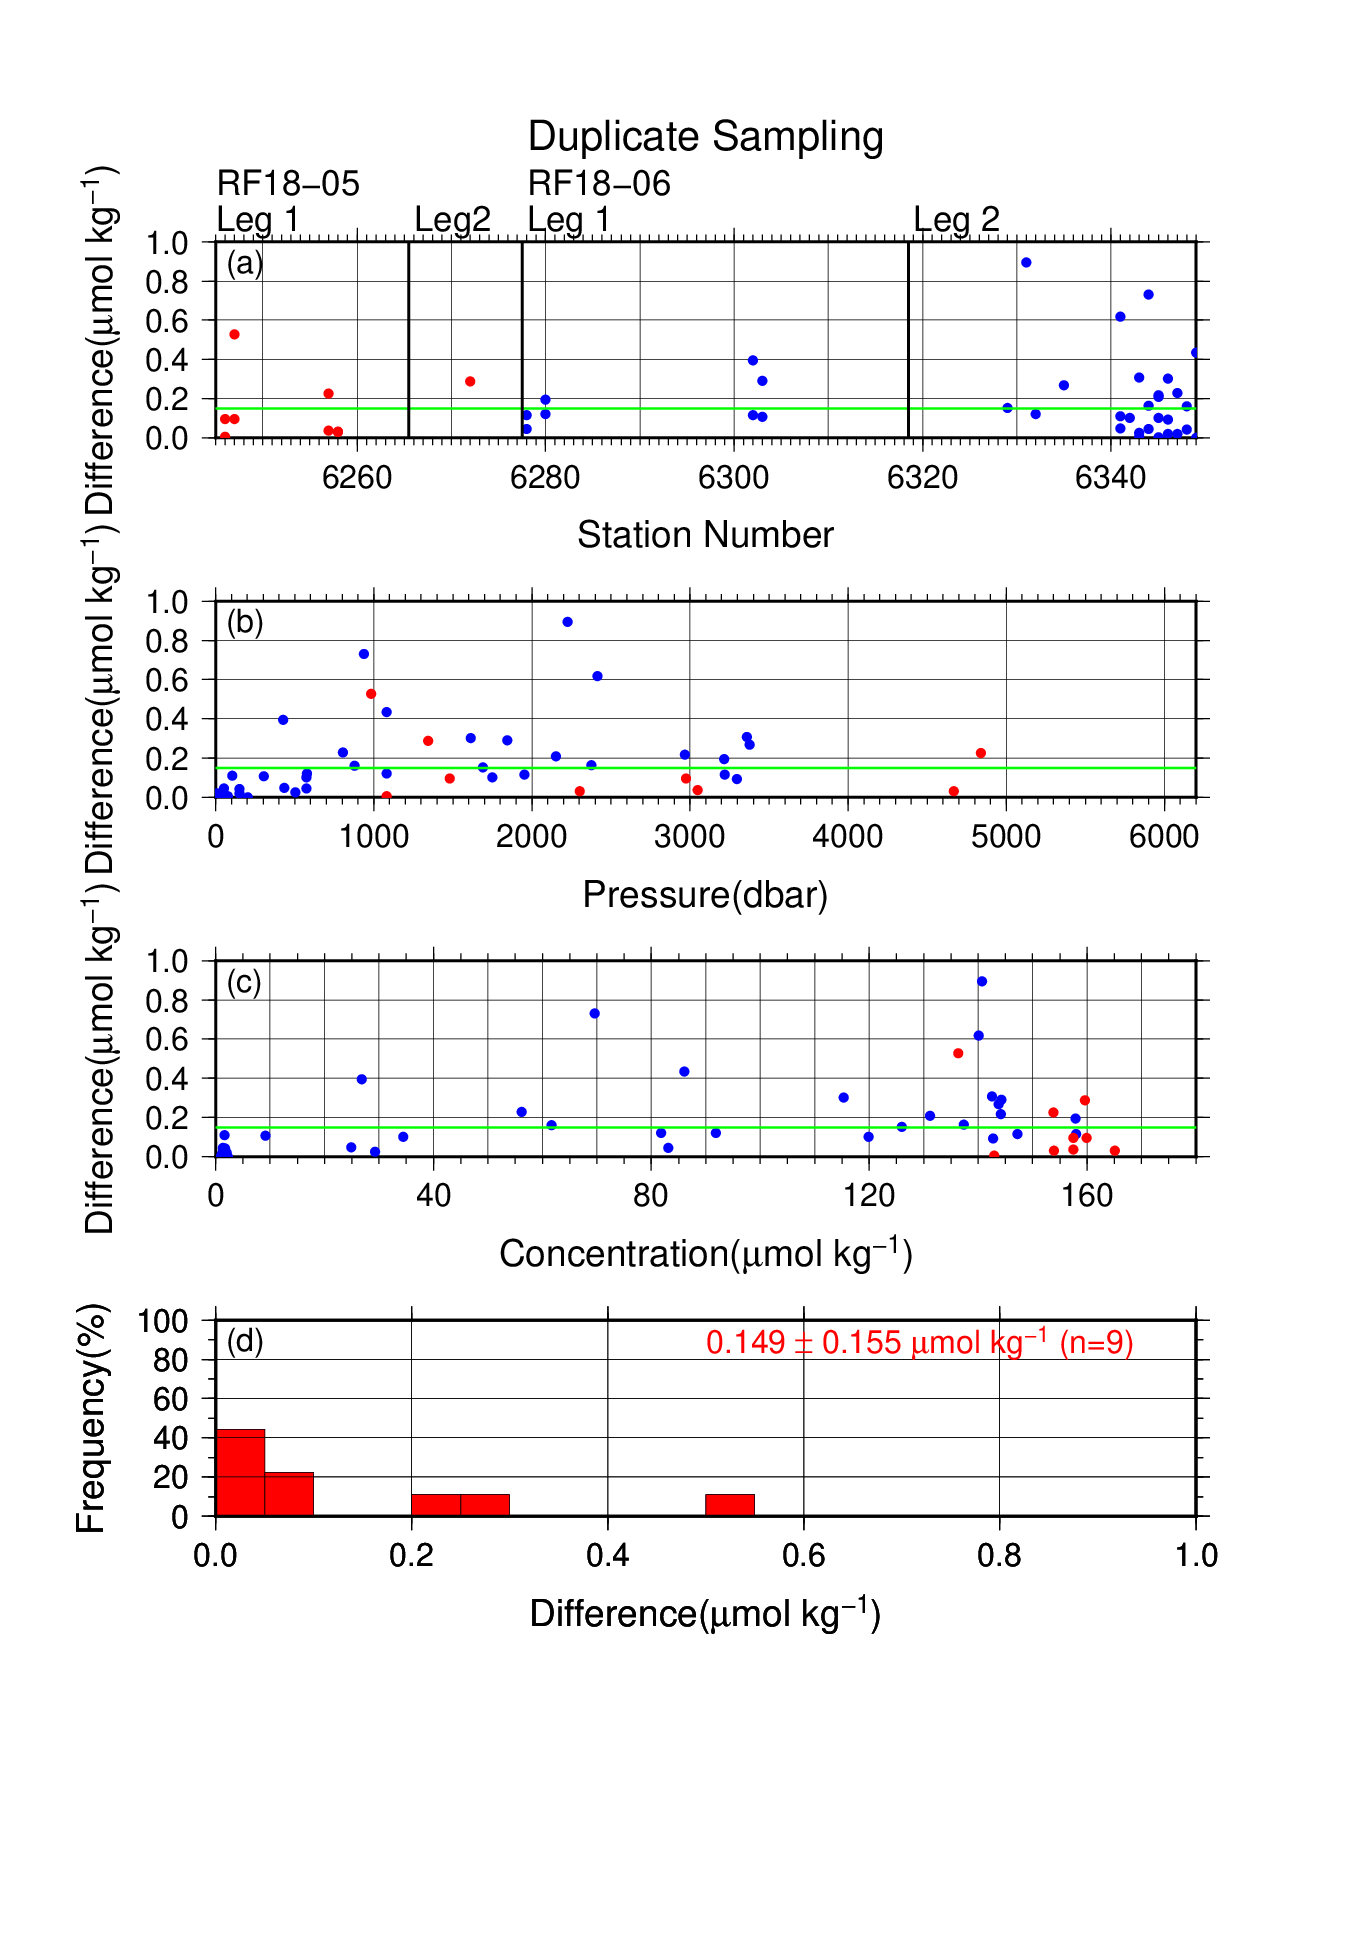 Duplicate Sampling
RF18−05 RF18−06
Leg 1 Leg2 Leg 1 Leg 2
(a)
Difference(μmol kg⁻¹)
1.0
0.8
0.6
0.4
0.2
0.0
6260 6280 6300 6320 6340
Station Number
(b)
Difference(μmol kg⁻¹)
1.0
0.8
0.6
0.4
0.2
0.0
0 1000 2000 3000 4000 5000 6000
Pressure(dbar)
(c)
Difference(μmol kg⁻¹)
1.0
0.8
0.6
0.4
0.2
0.0
0 40 80 120 160
Concentration(μmol kg⁻¹)
(d)
0.149 ± 0.155 μmol kg⁻¹ (n=9)
Frequency(%)
100
80
60
40
20
0
0.0 0.2 0.4 0.6 0.8 1.0
Difference(μmol kg⁻¹)